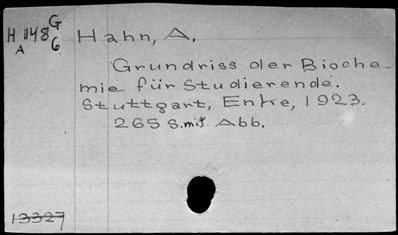 G
H 1148 Hahn, A.
A 6
Grundriss der Bioche-
mie für Studierende.
Stuttgart, Enke, 1923.
265 S. mit Abb.
13327